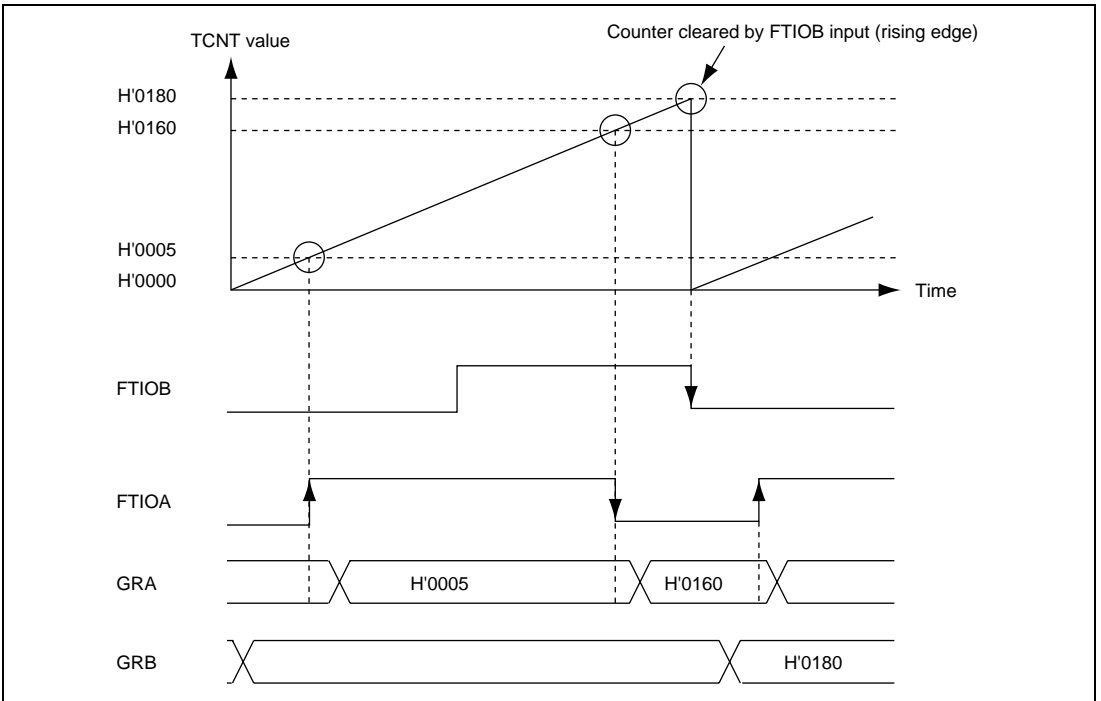 Counter cleared by FTIOB input (rising edge)
TCNT value
H'0180
H'0160
H'0005
H'0000
Time
FTIOB
FTIOA
GRA
H'0005
H'0160
GRB
H'0180